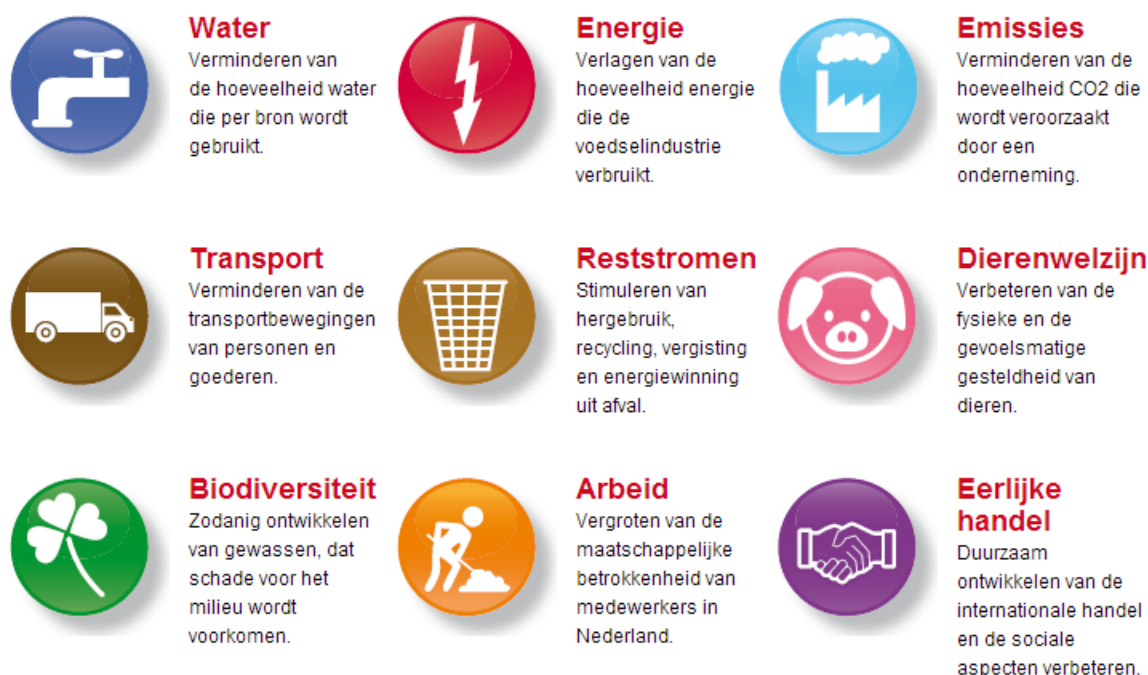 Water
Verminderen van
de hoeveelheid water
die per bron wordt
gebruikt.
Energie
Verlagen van de
hoeveelheid energie
die de
voedselindustrie
verbruikt.
Emissies
Verminderen van de
hoeveelheid CO2 die
wordt veroorzaakt
door een
onderneming.
Transport
Verminderen van de
transportbewegingen
van personen en
goederen.
Reststromen
Stimuleren van
hergebruik,
recycling, vergisting
en energiewinning
uit afval.
Dierenwelzijn
Verbeteren van de
fysieke en de
gevoelsmatige
gesteldheid van
dieren.
Biodiversiteit
Zodanig ontwikkelen
van gewassen, dat
schade voor het
milieu wordt
voorkomen.
Arbeid
Vergroten van de
maatschappelijke
betrokkenheid van
medewerkers in
Nederland.
Eerlijke
handel
Duurzaam
ontwikkelen van de
internationale handel
en de sociale
aspecten verbeteren.